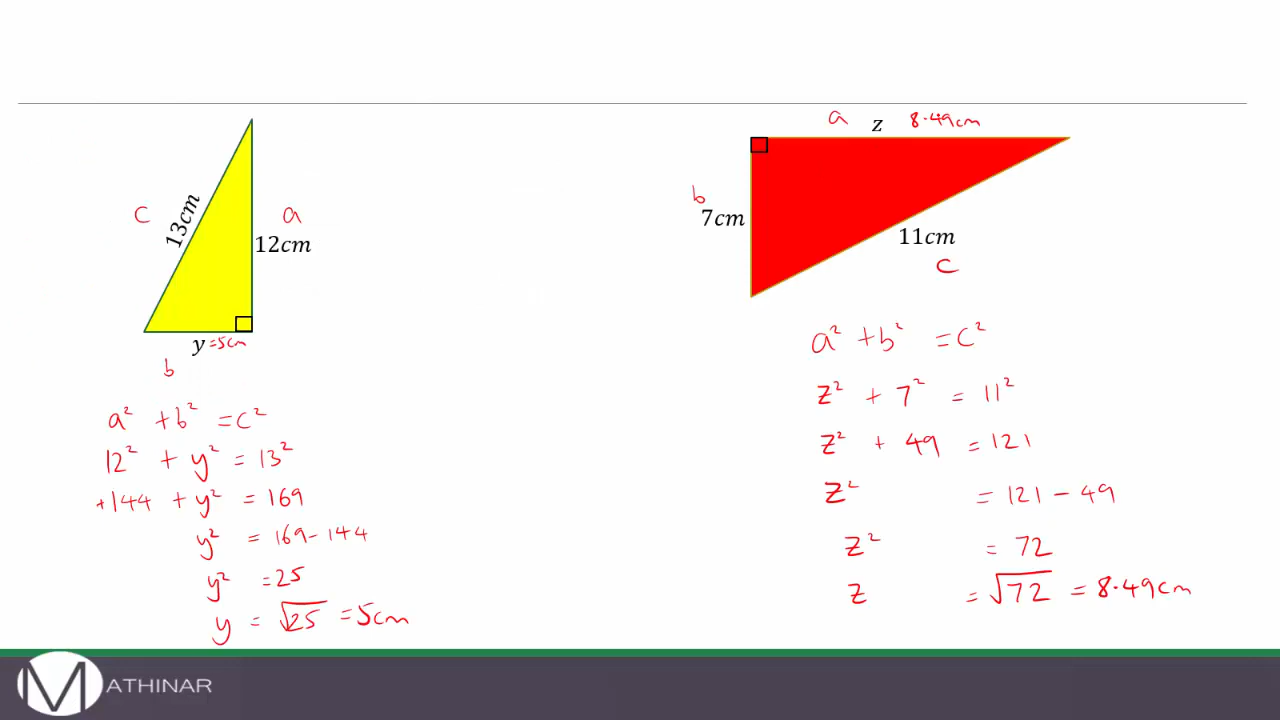 c
13cm
a
12cm
y =5cm
b
a² + b² = c²
12² + y² = 13²
+144 + y² = 169
y² = 169 - 144
y² = 25
y = √25 = 5cm
a z 8.49cm
b
7cm
11cm
c
a² + b² = c²
z² + 7² = 11²
z² + 49 = 121
z² = 121 - 49
z² = 72
z = √72 = 8.49cm
MATHINAR